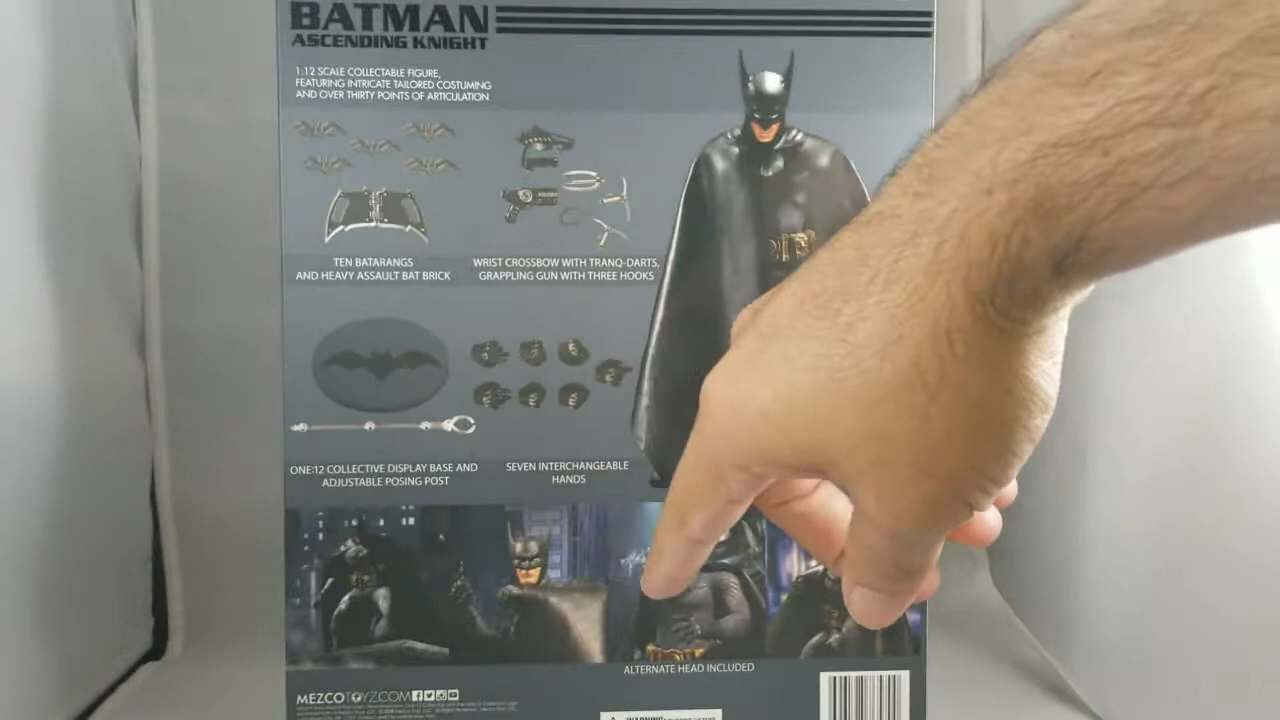 BATMAN
ASCENDING KNIGHT
1:12 SCALE COLLECTABLE FIGURE,
FEATURING INTRICATE TAILORED COSTUMING
AND OVER THIRTY POINTS OF ARTICULATION
TEN BATARANGS
AND HEAVY ASSAULT BAT BRICK
WRIST CROSSBOW WITH TRANQ-DARTS,
GRAPPLING GUN WITH THREE HOOKS
ONE:12 COLLECTIVE DISPLAY BASE AND
ADJUSTABLE POSING POST
SEVEN INTERCHANGEABLE
HANDS
ALTERNATE HEAD INCLUDED
MEZCOTOYZ.COM
WARNING